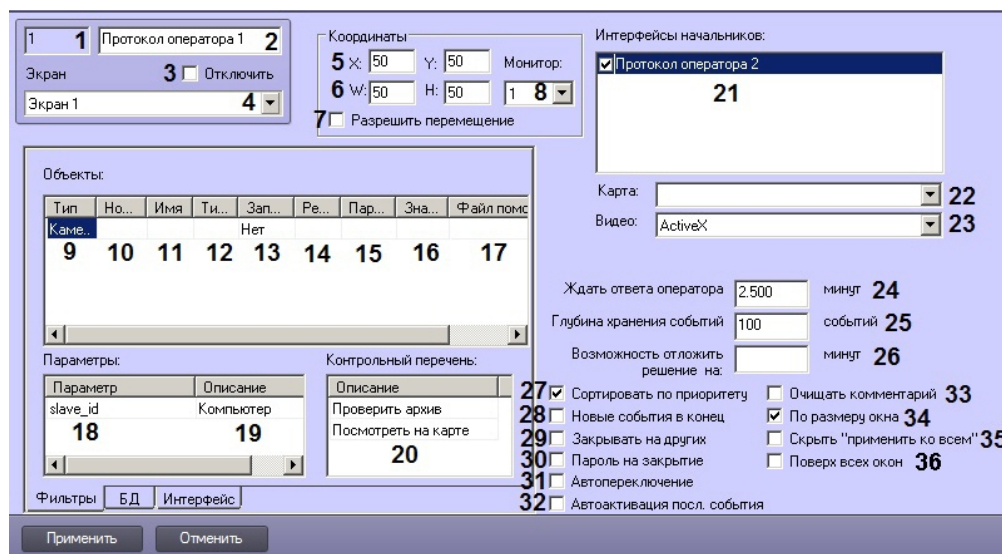 1 1 Протокол оператора 1 2
Экран 3 Отключить
Экран 1 4
Координаты
5 X: 50 Y: 50 Монитор:
6 W: 50 H: 50 1 8
7 Разрешить перемещение
Интерфейсы начальников:
Протокол оператора 2
21
Карта: 22
Видео: ActiveX 23
Объекты:
Тип Но... Имя Ти... Зап... Ре... Пар... Зна... Файл помс
Каме.. Нет
9 10 11 12 13 14 15 16 17
Параметры:
Параметр Описание
slave_id Компьютер
18 19
Контрольный перечень:
Описание
Проверить архив
Посмотреть на карте
20
Фильтры БД Интерфейс
Ждать ответа оператора 2.500 минут 24
Глубина хранения событий 100 событий 25
Возможность отложить минут 26
решение на:
27 Сортировать по приоритету
28 Новые события в конец
29 Закрывать на других
30 Пароль на закрытие
31 Автопереключение
32 Автоактивация посл. события
Очищать комментарий 33
По размеру окна 34
Скрыть "применить ко всем" 35
Поверх всех окон 36
Применить Отменить